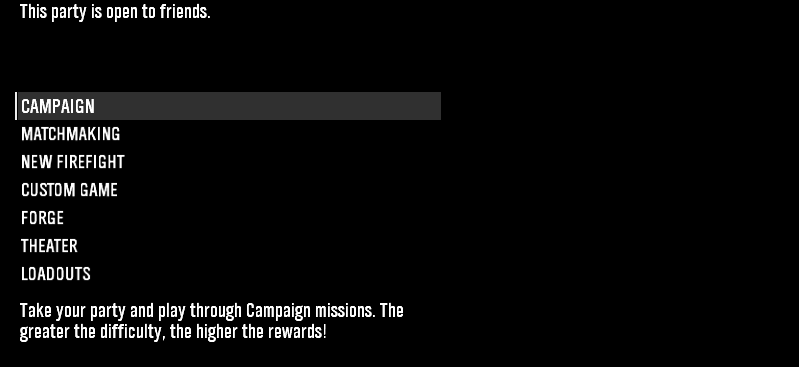 This party is open to friends.
CAMPAIGN
MATCHMAKING
NEW FIREFIGHT
CUSTOM GAME
FORGE
THEATER
LOADOUTS
Take your party and play through Campaign missions. The
greater the difficulty, the higher the rewards!